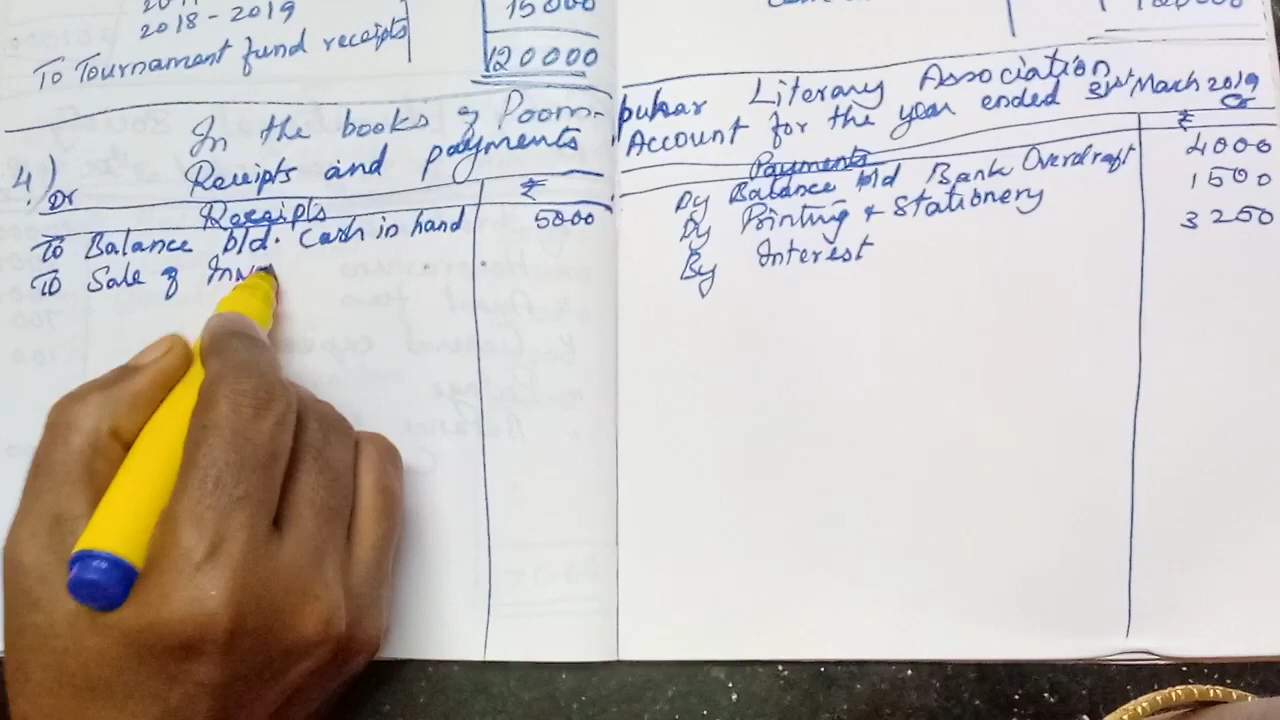 2018-2019
15000
To Tournament fund receipts
120000
4.)
In the books of Poompuhar Literary Association
Receipts and payments Account for the year ended 31st March 2019
Dr
Cr
Receipts
₹
Payments
₹
To Balance b/d. Cash in hand
5000
To Sale of Inv
By Balance b/d Bank Overdraft
4000
By Printing & Stationery
1500
By Interest
3250